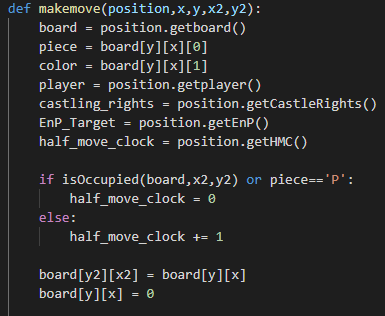 def makemove(position,x,y,x2,y2):
    board = position.getboard()
    piece = board[y][x][0]
    color = board[y][x][1]
    player = position.getplayer()
    castling_rights = position.getCastleRights()
    EnP_Target = position.getEnP()
    half_move_clock = position.getHMC()

    if isOccupied(board,x2,y2) or piece=='P':
        half_move_clock = 0
    else:
        half_move_clock += 1

    board[y2][x2] = board[y][x]
    board[y][x] = 0